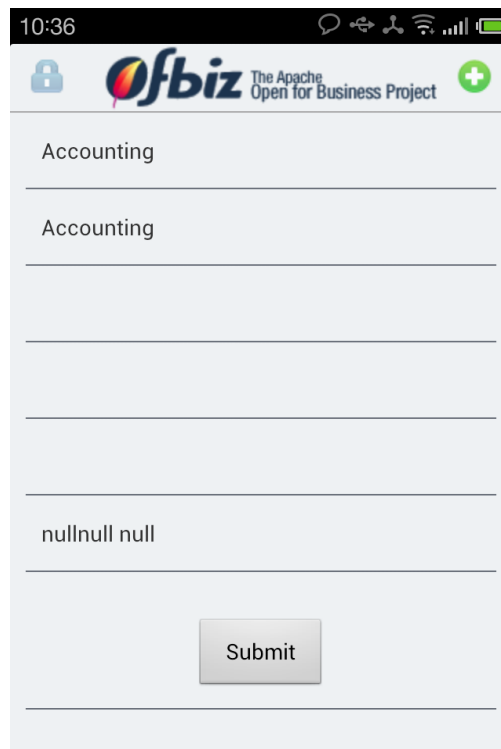 10:36
Ofbiz The Apache
Open for Business Project
Accounting
Accounting
nullnull null
Submit